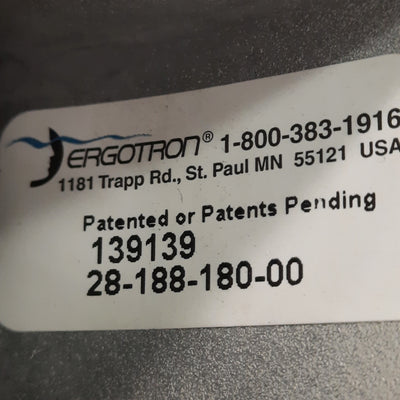 ERGOTRON® 1-800-383-1916
1181 Trapp Rd., St. Paul MN 55121 USA
Patented or Patents Pending
139139
28-188-180-00